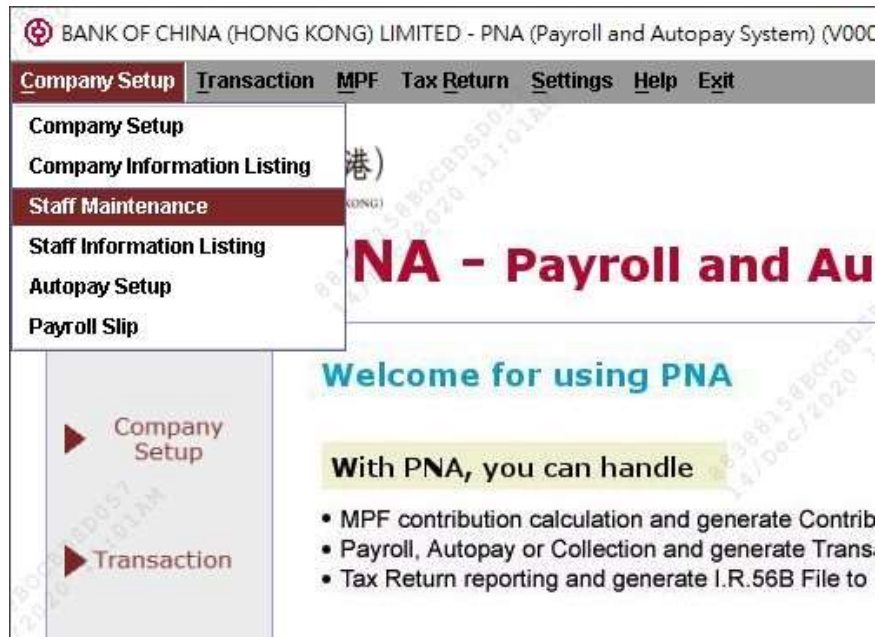 BANK OF CHINA (HONG KONG) LIMITED - PNA (Payroll and Autopay System) (V000
Company Setup Transaction MPF Tax Return Settings Help Exit
Company Setup
Company Information Listing
Staff Maintenance
Staff Information Listing
Autopay Setup
Payroll Slip
港)
KONG)
NA - Payroll and Au
Welcome for using PNA
Company
Setup
With PNA, you can handle
• MPF contribution calculation and generate Contrib
• Payroll, Autopay or Collection and generate Transa
Transaction
• Tax Return reporting and generate I.R.56B File to